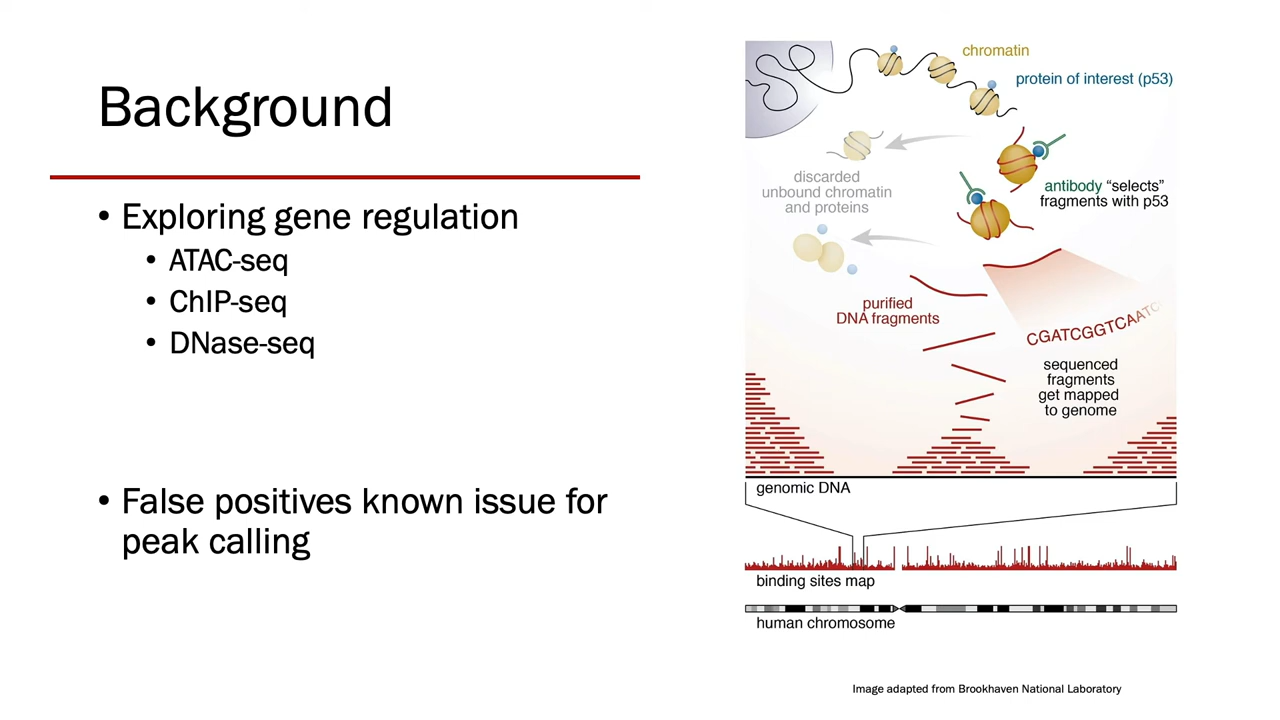 Background
• Exploring gene regulation
• ATAC-seq
• ChIP-seq
• DNase-seq
• False positives known issue for
peak calling
chromatin
protein of interest (p53)
discarded
unbound chromatin
and proteins
antibody “selects”
fragments with p53
purified
DNA fragments
CGATCGGTCAATC
sequenced
fragments
get mapped
to genome
genomic DNA
binding sites map
human chromosome
Image adapted from Brookhaven National Laboratory